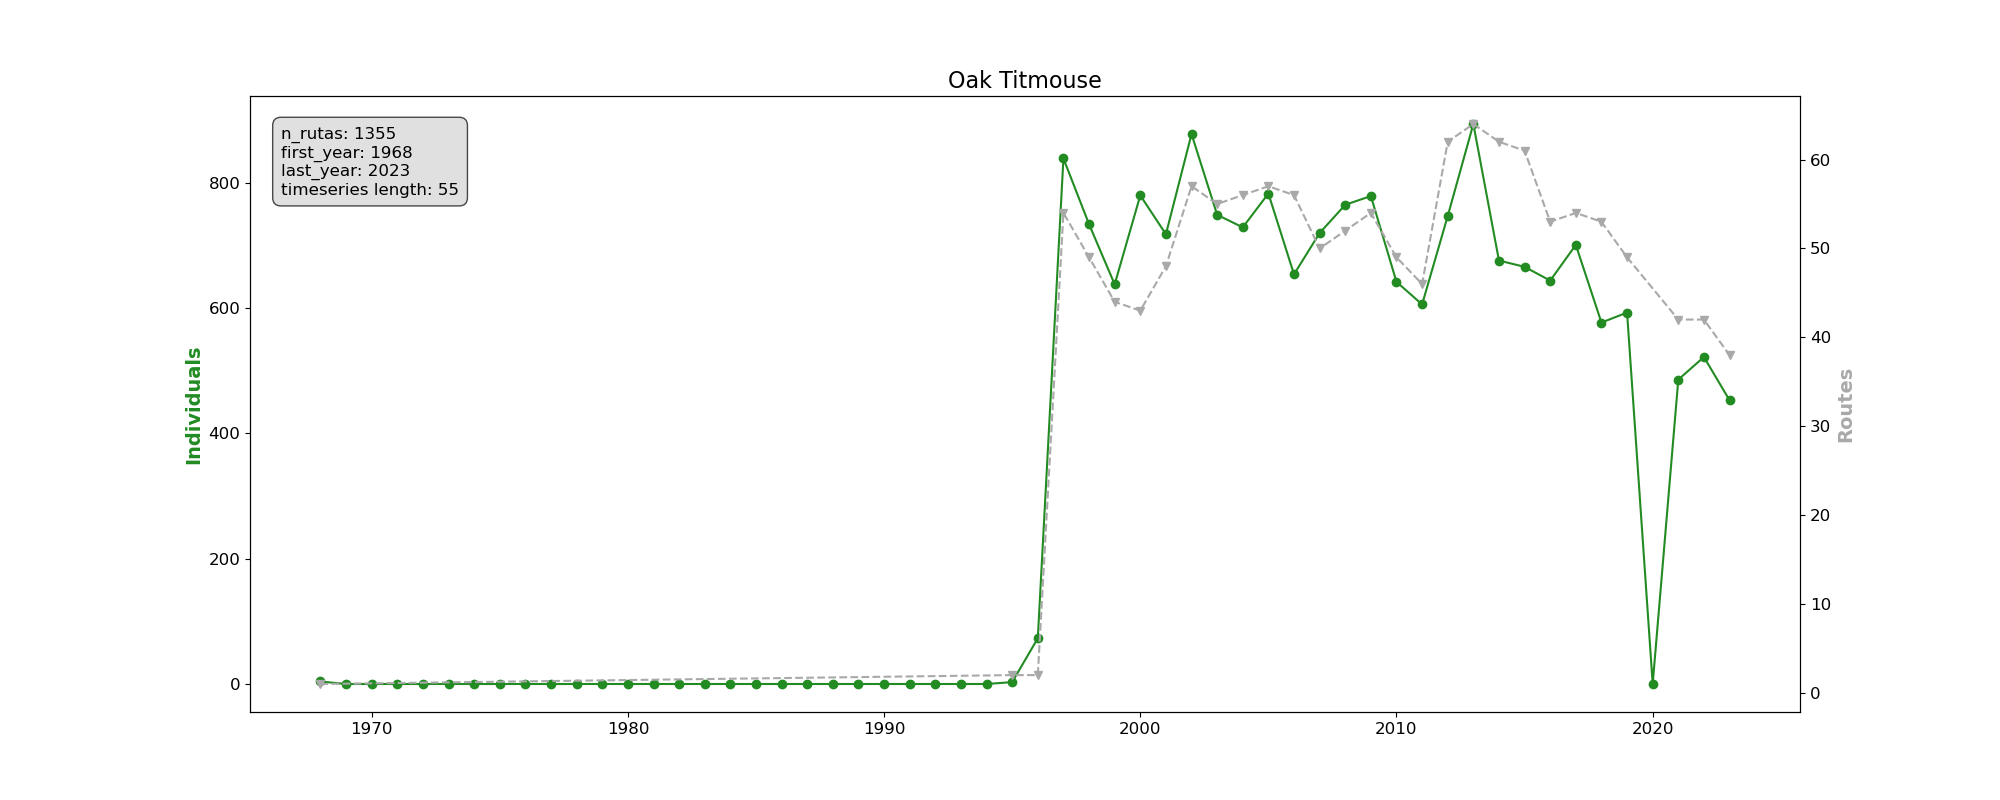 Oak Titmouse
n_rutas: 1355
first_year: 1968
last_year: 2023
timeseries length: 55
Individuals
800
600
400
200
0
60
50
40
30
20
10
0
Routes
1970
1980
1990
2000
2010
2020